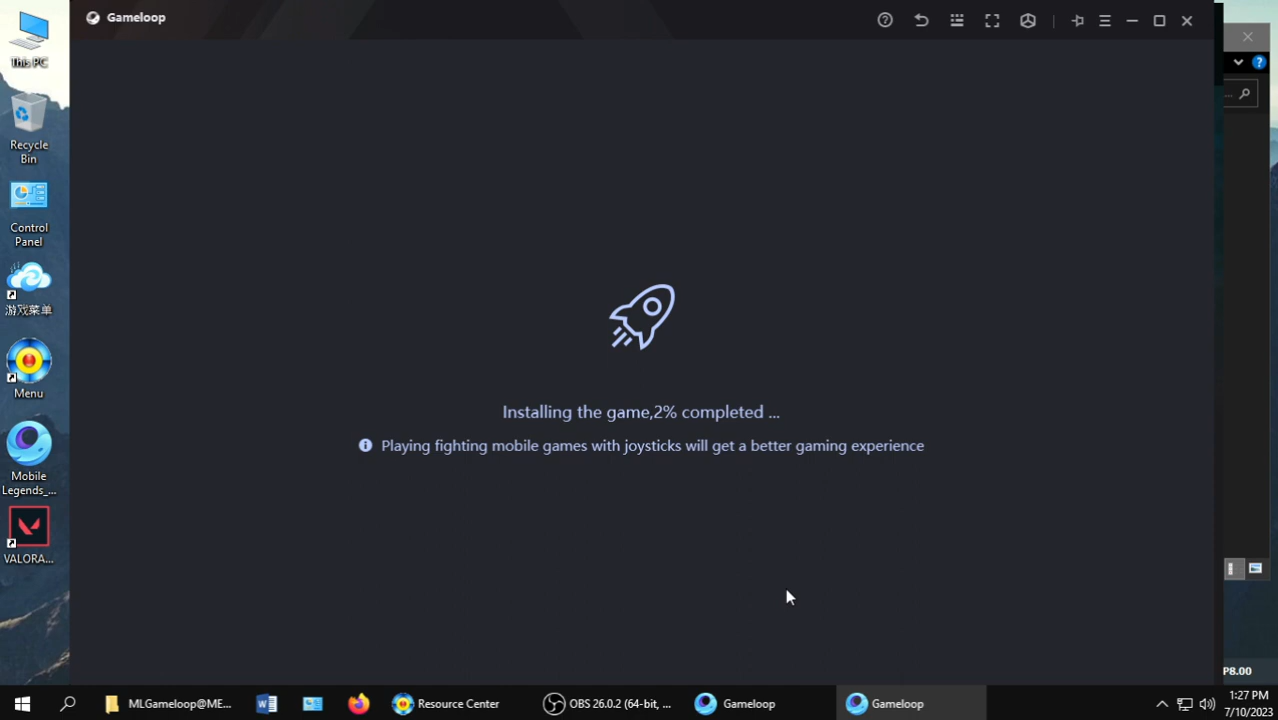 Gameloop
This PC
Recycle
Bin
Control
Panel
游戏菜单
Menu
Mobile
Legends_...
VALORA...
Installing the game,2% completed ...
Playing fighting mobile games with joysticks will get a better gaming experience
P8.00
MLGameloop@ME...
Resource Center
OBS 26.0.2 (64-bit, ...
Gameloop
Gameloop
1:27 PM
7/10/2023